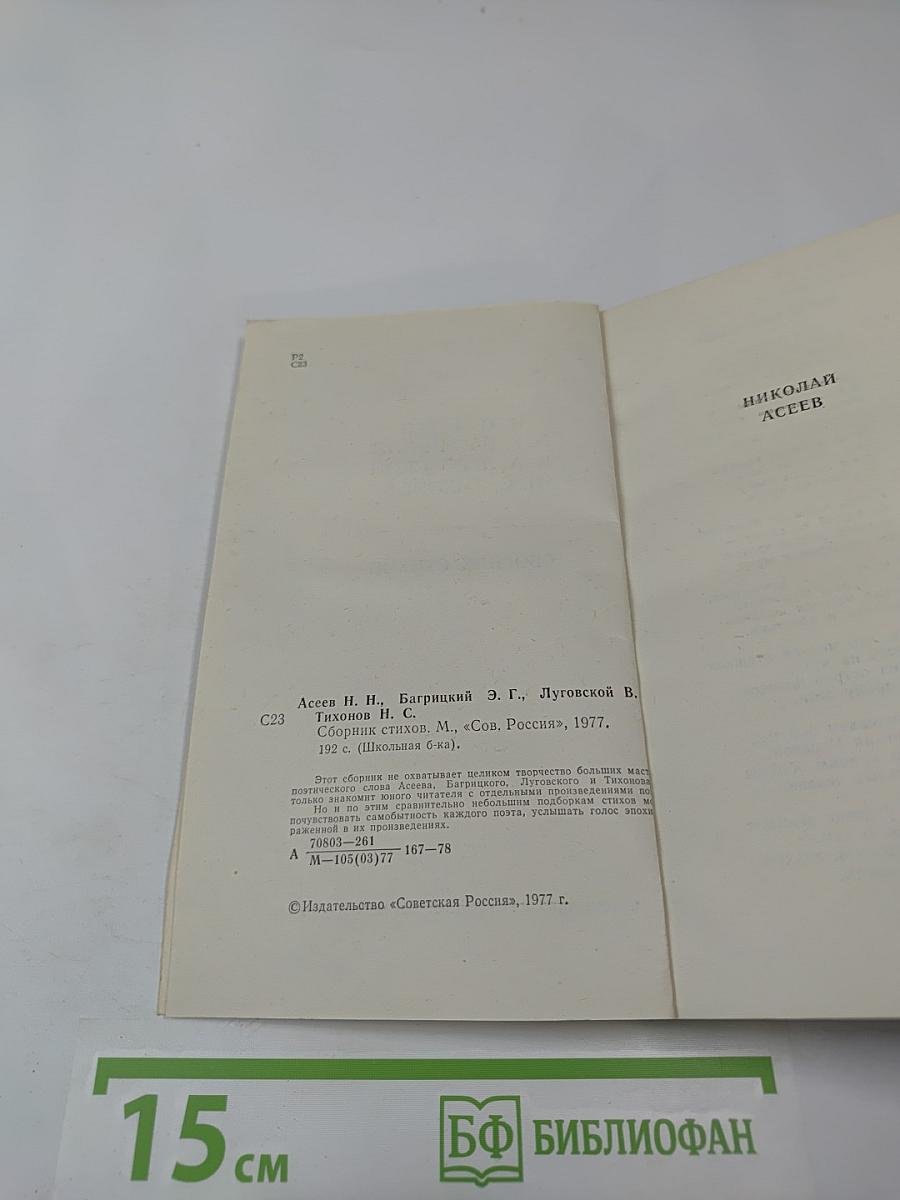 Р2
С23
НИКОЛАЙ
АСЕЕВ
Асеев Н. Н., Багрицкий Э. Г., Луговской В.
С23 Тихонов Н. С.
Сборник стихов. М., «Сов. Россия», 1977.
192 с. (Школьная б-ка).
Этот сборник не охватывает целиком творчество больших маст
поэтического слова Асеева, Багрицкого, Луговского и Тихонова
только знакомит юного читателя с отдельными произведениями по
Но и по этим сравнительно небольшим подборкам стихов мо
почувствовать самобытность каждого поэта, услышать голос эпохи
раженной в их произведениях.
70803—261
А 167—78
М—105(03)77
© Издательство «Советская Россия», 1977 г.
15 см
БФ БИБЛИОФАН